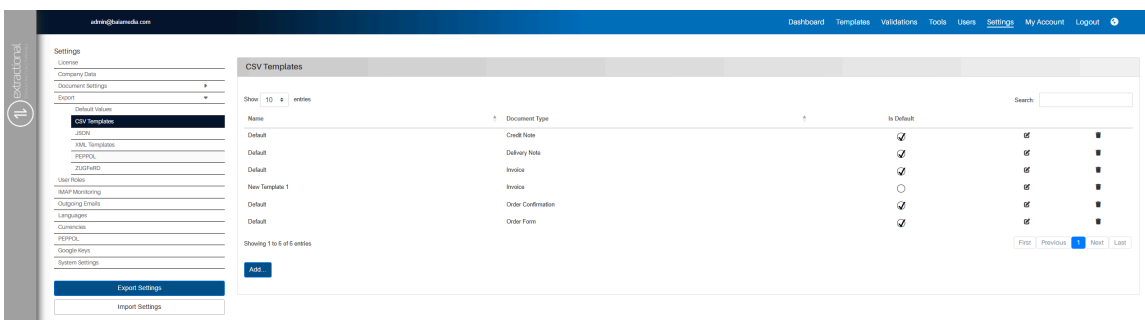 admin@baiamedia.com
Dashboard Templates Validations Tools Users Settings My Account Logout
extractional
Settings
License
Company Data
Document Settings
Export
Default Values
CSV Templates
JSON
XML Templates
PEPPOL
ZUGFeRD
User Roles
IMAP Monitoring
Outgoing Emails
Languages
Currencies
PEPPOL
Google Keys
System Settings
Export Settings
Import Settings
CSV Templates
Show 10 entries Search:
Name Document Type Is Default
Default Credit Note
Default Delivery Note
Default Invoice
New Template 1 Invoice
Default Order Confirmation
Default Order Form
Showing 1 to 6 of 6 entries First Previous 1 Next Last
Add...